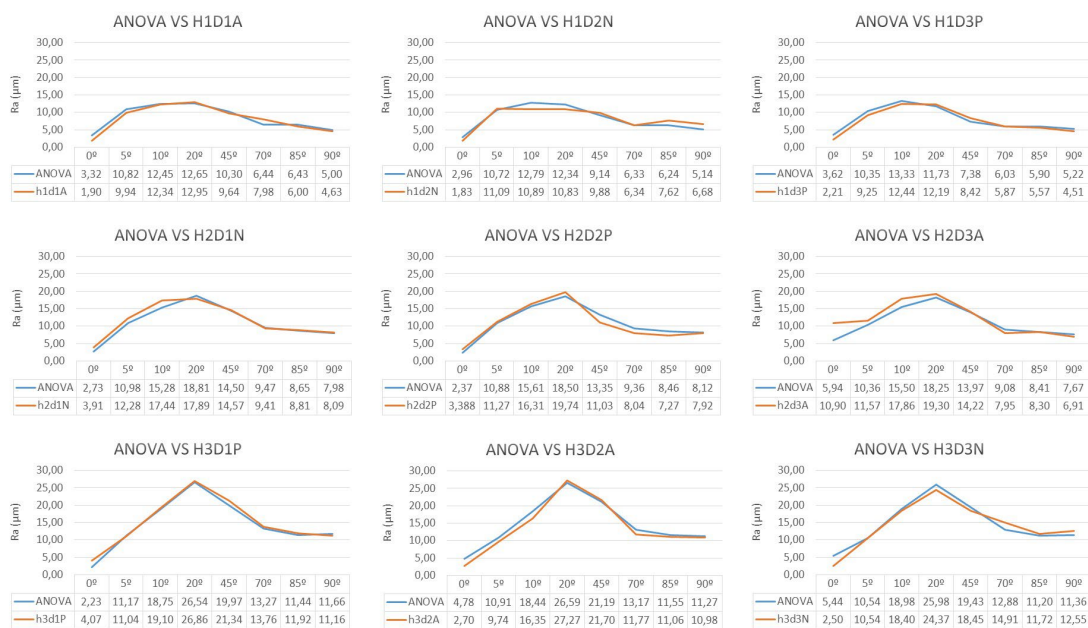 ANOVA VS H1D1A
Ra (µm)
30,00
25,00
20,00
15,00
10,00
5,00
0,00
0º 5º 10º 20º 45º 70º 85º 90º
ANOVA 3,32 10,82 12,45 12,65 10,30 6,44 6,43 5,00
h1d1A 1,90 9,94 12,34 12,95 9,64 7,98 6,00 4,63
ANOVA VS H1D2N
Ra (µm)
30,00
25,00
20,00
15,00
10,00
5,00
0,00
0º 5º 10º 20º 45º 70º 85º 90º
ANOVA 2,96 10,72 12,79 12,34 9,14 6,33 6,24 5,14
h1d2N 1,83 11,09 10,89 10,83 9,88 6,34 7,62 6,68
ANOVA VS H1D3P
Ra (µm)
30,00
25,00
20,00
15,00
10,00
5,00
0,00
0º 5º 10º 20º 45º 70º 85º 90º
ANOVA 3,62 10,35 13,33 11,73 7,38 6,03 5,90 5,22
h1d3P 2,21 9,25 12,44 12,19 8,42 5,87 5,57 4,51
ANOVA VS H2D1N
Ra (µm)
30,00
25,00
20,00
15,00
10,00
5,00
0,00
0º 5º 10º 20º 45º 70º 85º 90º
ANOVA 2,73 10,98 15,28 18,81 14,50 9,47 8,65 7,98
h2d1N 3,91 12,28 17,44 17,89 14,57 9,41 8,81 8,09
ANOVA VS H2D2P
Ra (µm)
30,00
25,00
20,00
15,00
10,00
5,00
0,00
0º 5º 10º 20º 45º 70º 85º 90º
ANOVA 2,37 10,88 15,61 18,50 13,35 9,36 8,46 8,12
h2d2P 3,388 11,27 16,31 19,74 11,03 8,04 7,27 7,92
ANOVA VS H2D3A
Ra (µm)
30,00
25,00
20,00
15,00
10,00
5,00
0,00
0º 5º 10º 20º 45º 70º 85º 90º
ANOVA 5,94 10,36 15,50 18,25 13,97 9,08 8,41 7,67
h2d3A 10,90 11,57 17,86 19,30 14,22 7,95 8,30 6,91
ANOVA VS H3D1P
Ra (µm)
30,00
25,00
20,00
15,00
10,00
5,00
0,00
0º 5º 10º 20º 45º 70º 85º 90º
ANOVA 2,23 11,17 18,75 26,54 19,97 13,27 11,44 11,66
h3d1P 4,07 11,04 19,10 26,86 21,34 13,76 11,92 11,16
ANOVA VS H3D2A
Ra (µm)
30,00
25,00
20,00
15,00
10,00
5,00
0,00
0º 5º 10º 20º 45º 70º 85º 90º
ANOVA 4,78 10,91 18,44 26,59 21,19 13,17 11,55 11,27
h3d2A 2,70 9,74 16,35 27,27 21,70 11,77 11,06 10,98
ANOVA VS H3D3N
Ra (µm)
30,00
25,00
20,00
15,00
10,00
5,00
0,00
0º 5º 10º 20º 45º 70º 85º 90º
ANOVA 5,44 10,54 18,98 25,98 19,43 12,88 11,20 11,36
h3d3N 2,50 10,54 18,40 24,37 18,45 14,91 11,72 12,55